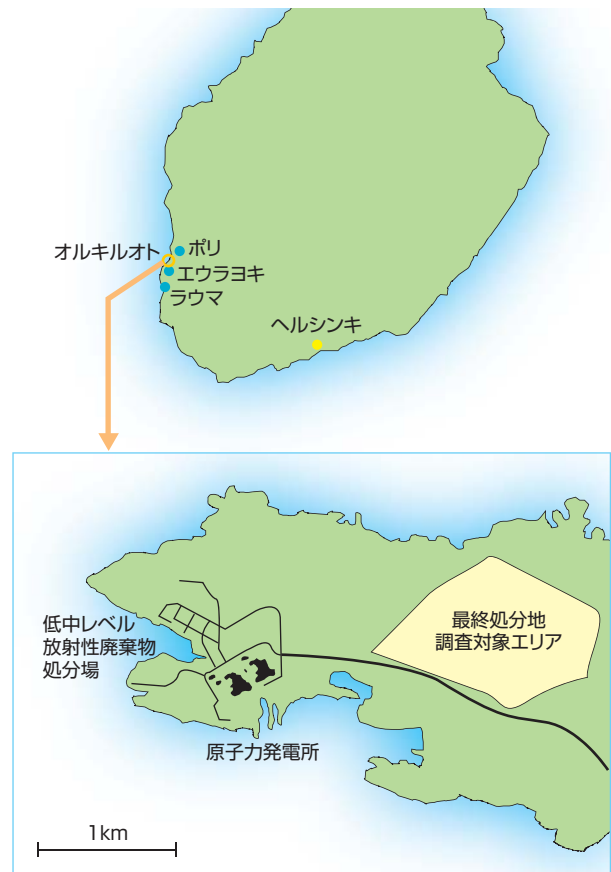 オルキルオト
ポリ
エウラヨキ
ラウマ
ヘルシンキ
低中レベル
放射性廃棄物
処分場
最終処分地
調査対象エリア
原子力発電所
1km